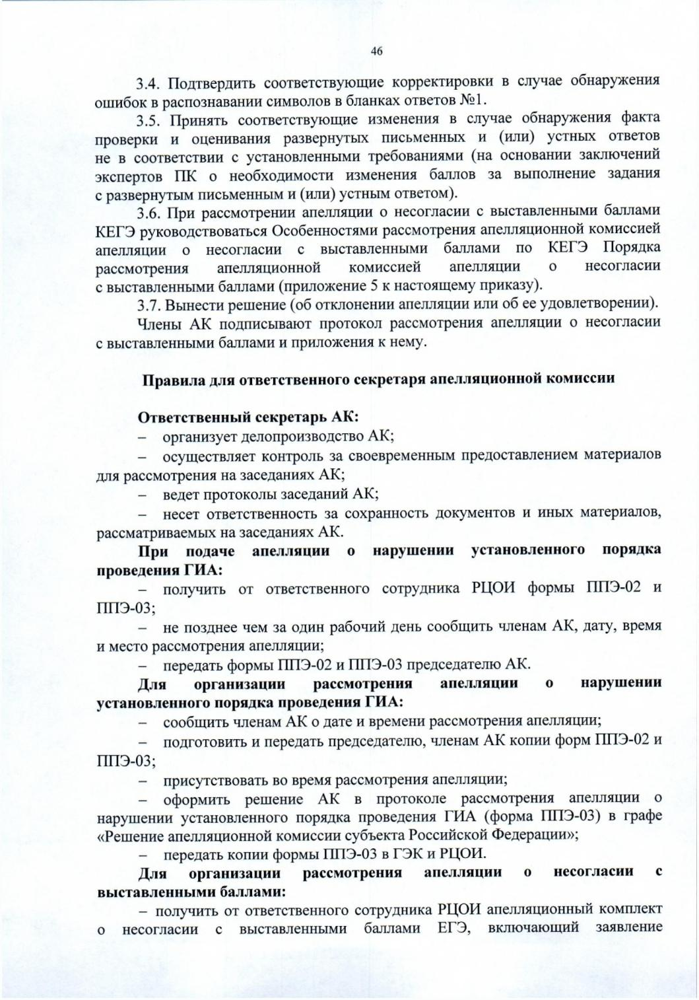 46
3.4. Подтвердить соответствующие корректировки в случае обнаружения
ошибок в распознавании символов в бланках ответов №1.
3.5. Принять соответствующие изменения в случае обнаружения факта
проверки и оценивания развернутых письменных и (или) устных ответов
не в соответствии с установленными требованиями (на основании заключений
экспертов ПК о необходимости изменения баллов за выполнение задания
с развернутым письменным и (или) устным ответом).
3.6. При рассмотрении апелляции о несогласии с выставленными баллами
КЕГЭ руководствоваться Особенностями рассмотрения апелляционной комиссией
апелляции о несогласии с выставленными баллами по КЕГЭ Порядка
рассмотрения апелляционной комиссией апелляции о несогласии
с выставленными баллами (приложение 5 к настоящему приказу).
3.7. Вынести решение (об отклонении апелляции или об ее удовлетворении).
Члены АК подписывают протокол рассмотрения апелляции о несогласии
с выставленными баллами и приложения к нему.
Правила для ответственного секретаря апелляционной комиссии
Ответственный секретарь АК:
– организует делопроизводство АК;
– осуществляет контроль за своевременным предоставлением материалов
для рассмотрения на заседаниях АК;
– ведет протоколы заседаний АК;
– несет ответственность за сохранность документов и иных материалов,
рассматриваемых на заседаниях АК.
При подаче апелляции о нарушении установленного порядка
проведения ГИА:
– получить от ответственного сотрудника РЦОИ формы ППЭ-02 и
ППЭ-03;
– не позднее чем за один рабочий день сообщить членам АК, дату, время
и место рассмотрения апелляции;
– передать формы ППЭ-02 и ППЭ-03 председателю АК.
Для организации рассмотрения апелляции о нарушении
установленного порядка проведения ГИА:
– сообщить членам АК о дате и времени рассмотрения апелляции;
– подготовить и передать председателю, членам АК копии форм ППЭ-02 и
ППЭ-03;
– присутствовать во время рассмотрения апелляции;
– оформить решение АК в протоколе рассмотрения апелляции о
нарушении установленного порядка проведения ГИА (форма ППЭ-03) в графе
«Решение апелляционной комиссии субъекта Российской Федерации»;
– передать копии формы ППЭ-03 в ГЭК и РЦОИ.
Для организации рассмотрения апелляции о несогласии с
выставленными баллами:
– получить от ответственного сотрудника РЦОИ апелляционный комплект
о несогласии с выставленными баллами ЕГЭ, включающий заявление